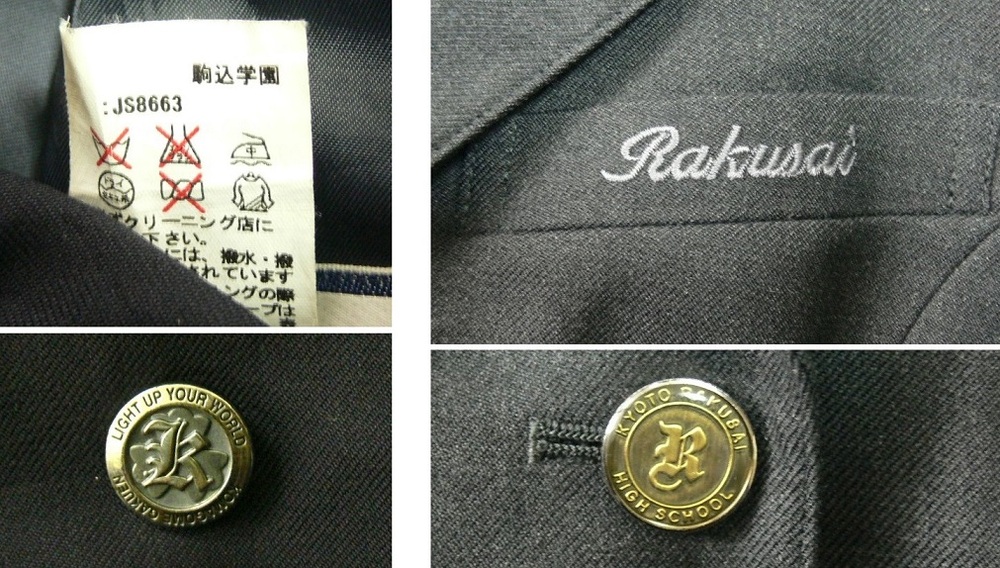 駒込学園
:JS8663
中
クリーニング店に
下さい。
には、撥水・撥
れています
ングの際
プは
Rakusai
LIGHT UP YOUR WORLD
KOMAGOME GAKUEN
KYOTO RAKUSAI
HIGH SCHOOL
R